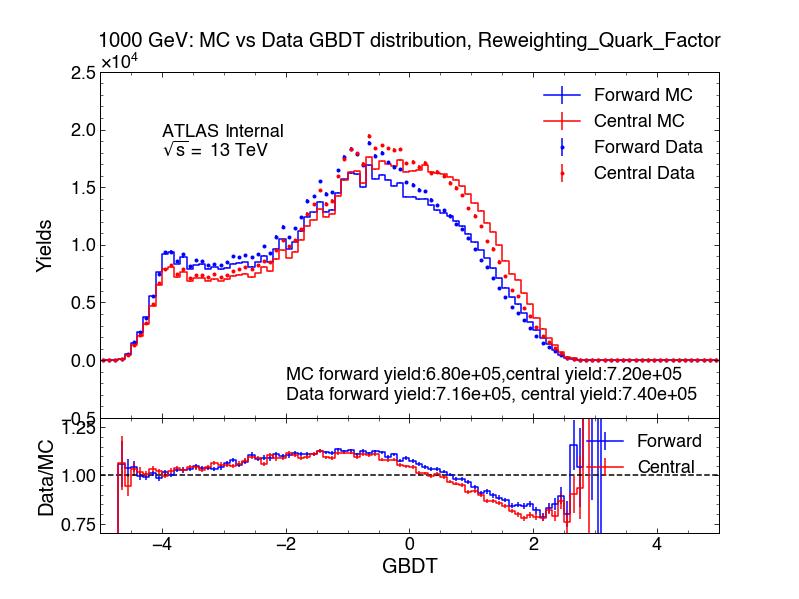 1000 GeV: MC vs Data GBDT distribution, Reweighting_Quark_Factor
×10⁴
2.5
2.0
1.5
1.0
0.5
0.0
−0.5
Yields
ATLAS Internal
√s = 13 TeV
Forward MC
Central MC
Forward Data
Central Data
MC forward yield:6.80e+05,central yield:7.20e+05
Data forward yield:7.16e+05, central yield:7.40e+05
1.25
1.00
0.75
Data/MC
Forward
Central
−4 −2 0 2 4
GBDT